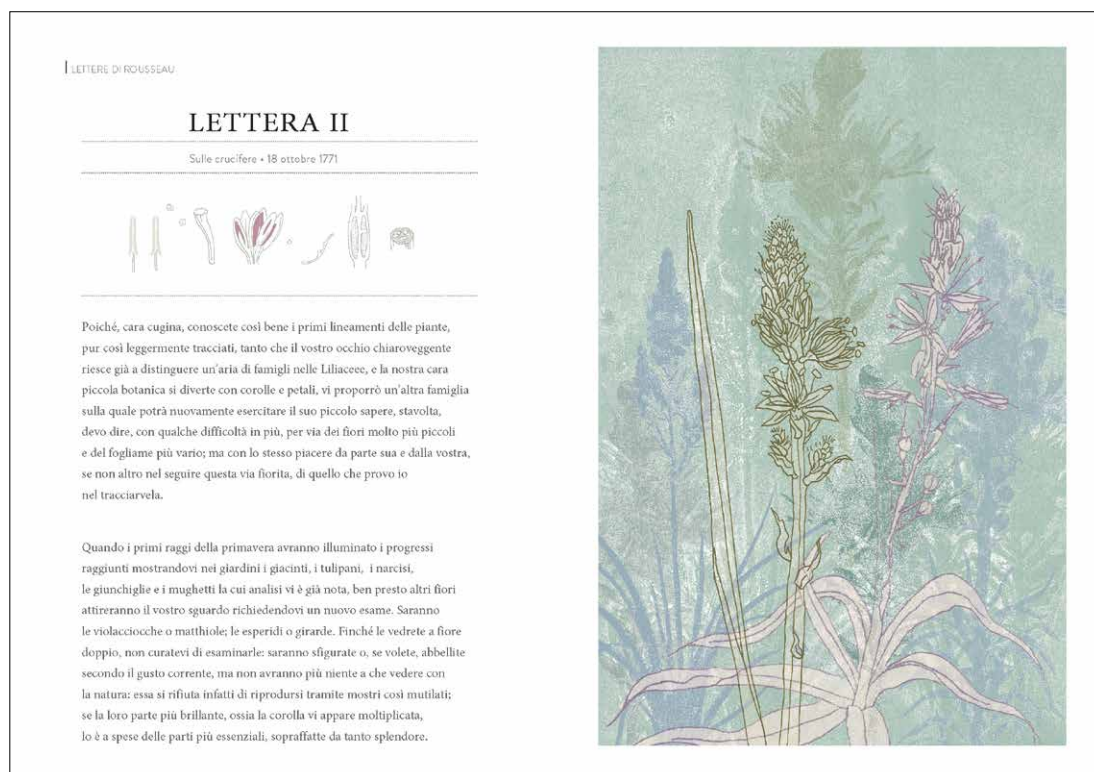 LETTERE DI ROUSSEAU
LETTERA II
Sulle crucifere • 18 ottobre 1771
Poiché, cara cugina, conoscete così bene i primi lineamenti delle piante,
pur così leggermente tracciati, tanto che il vostro occhio chiaroveggente
riesce già a distinguere un'aria di famigli nelle Liliaceee, e la nostra cara
piccola botanica si diverte con corolle e petali, vi proporrò un'altra famiglia
sulla quale potrà nuovamente esercitare il suo piccolo sapere, stavolta,
devo dire, con qualche difficoltà in più, per via dei fiori molto più piccoli
e del fogliame più vario; ma con lo stesso piacere da parte sua e dalla vostra,
se non altro nel seguire questa via fiorita, di quello che provo io
nel tracciarvela.
Quando i primi raggi della primavera avranno illuminato i progressi
raggiunti mostrandovi nei giardini i giacinti, i tulipani, i narcisi,
le giunchiglie e i mughetti la cui analisi vi è già nota, ben presto altri fiori
attireranno il vostro sguardo richiedendovi un nuovo esame. Saranno
le violacciocche o matthiole; le esperidi o girarde. Finché le vedrete a fiore
doppio, non curatevi di esaminarle: saranno sfigurate o, se volete, abbellite
secondo il gusto corrente, ma non avranno più niente a che vedere con
la natura: essa si rifiuta infatti di riprodursi tramite mostri così mutilati;
se la loro parte più brillante, ossia la corolla vi appare moltiplicata,
lo è a spese delle parti più essenziali, sopraffatte da tanto splendore.